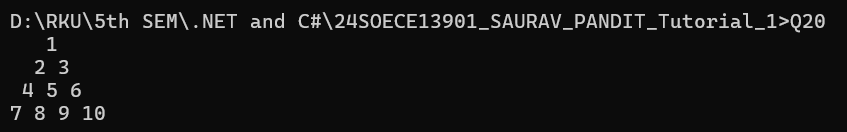 D:\RKU\5th SEM\.NET and C#\24SOECE13901_SAURAV_PANDIT_Tutorial_1>Q20
   1
  2 3
 4 5 6
7 8 9 10